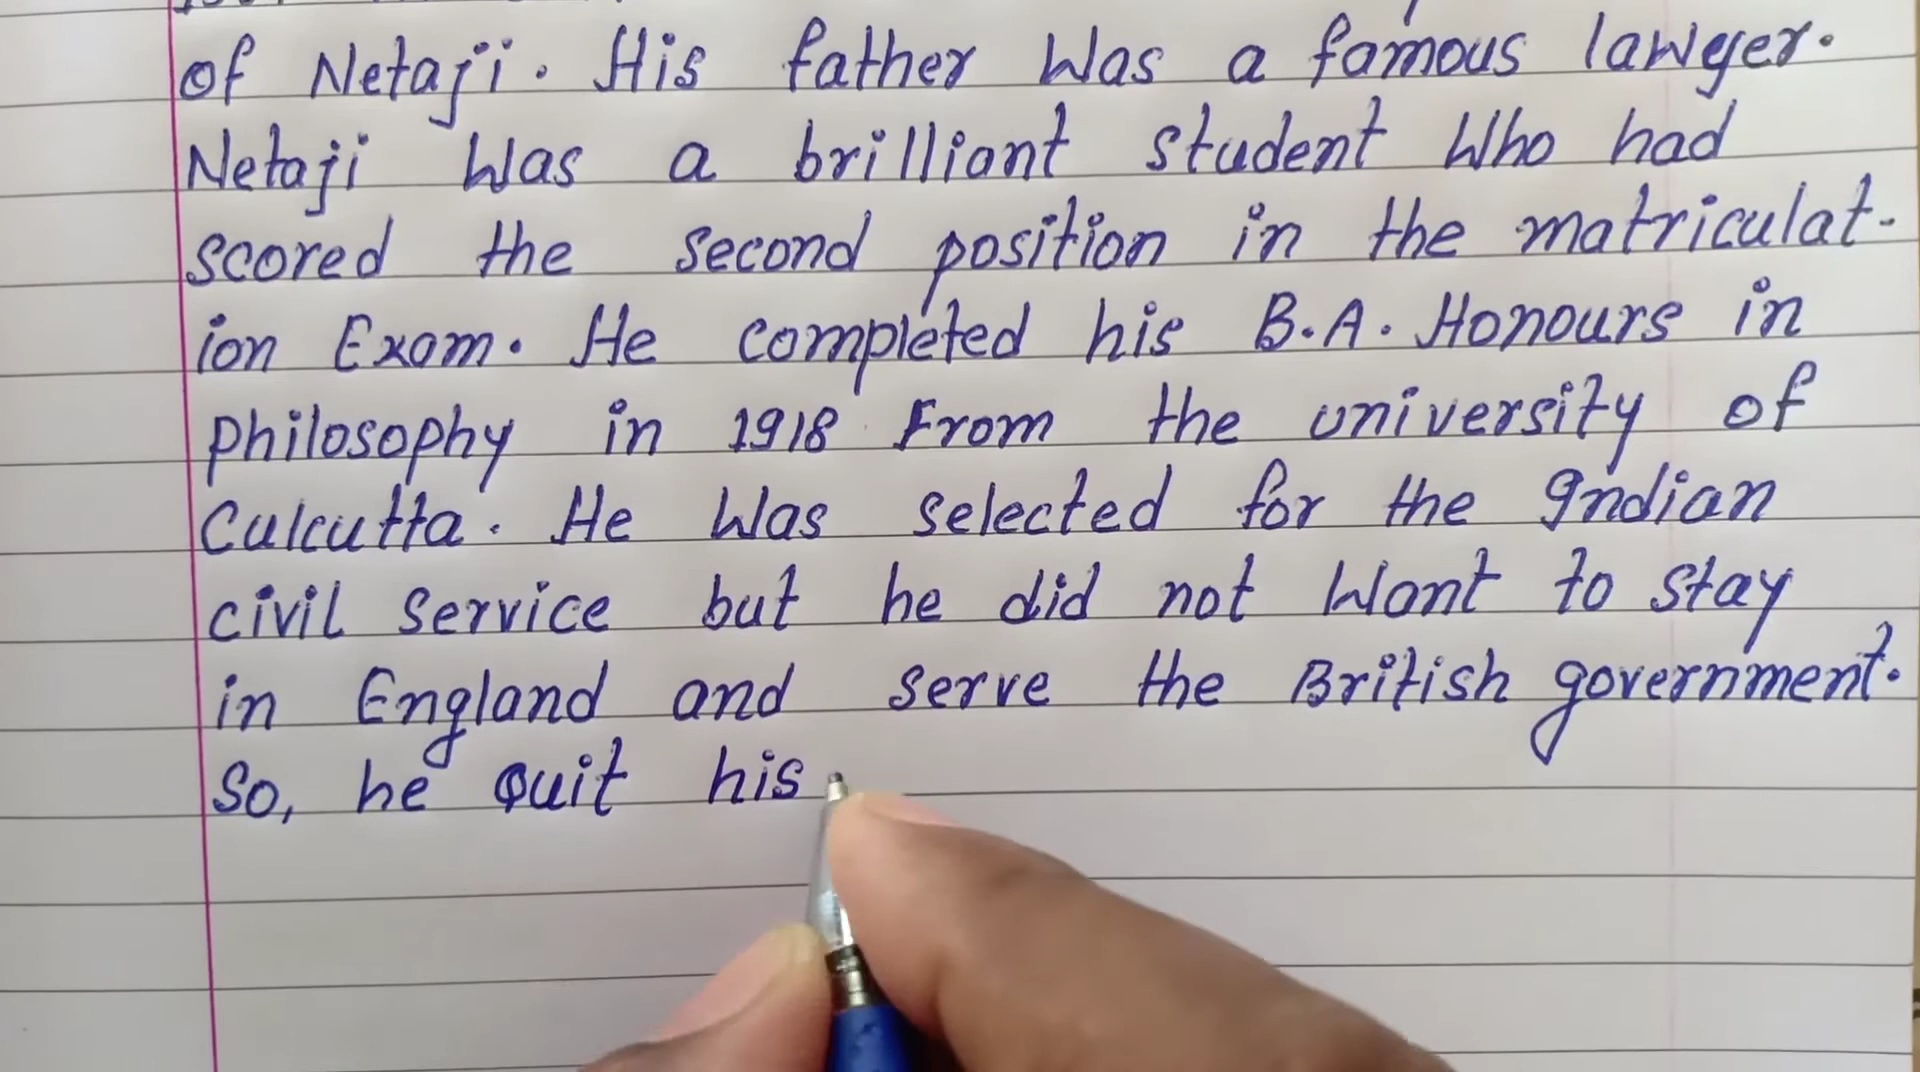 of Netaji. His father Was a famous lawyer.
Netaji Was a brilliant student Who had
scored the second position in the matriculat-
ion Exam. He completed his B.A. Honours in
philosophy in 1918 From the university of
Culcutta. He Was selected for the Indian
civil service but he did not Want to stay
in England and serve the British government.
So, he quit his